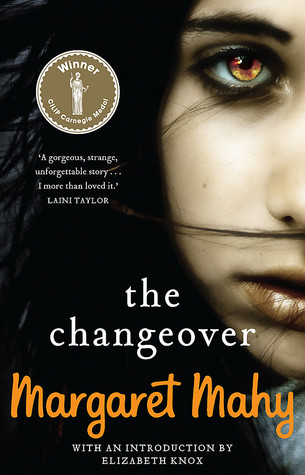 Winner
CILIP Carnegie Medal
‘A gorgeous, strange,
unforgettable story . . .
I more than loved it.’
LAINI TAYLOR
the
changeover
Margaret Mahy
WITH AN INTRODUCTION BY
ELIZABETH KNOX